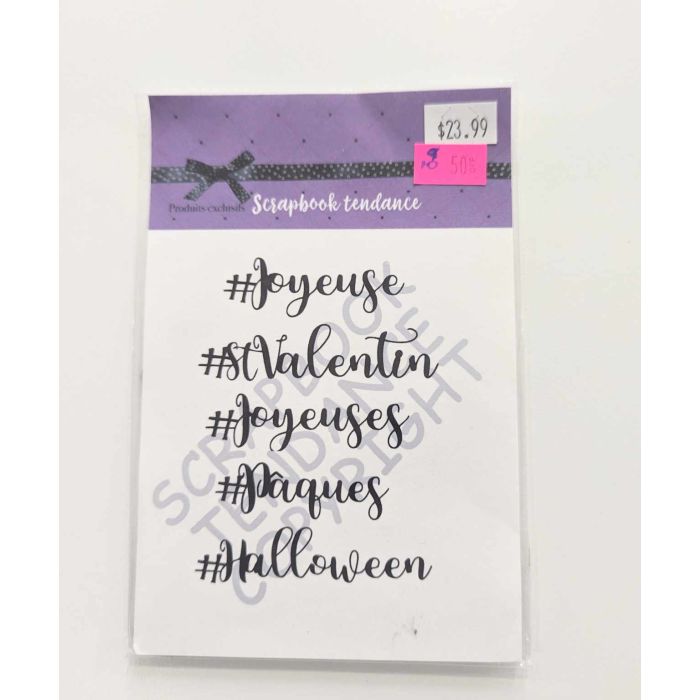 $23.99
50%
Produits exclusifs
Scrapbook tendance
#Joyeuse
#StValentin
#Joyeuses
#Pâques
#Halloween
SCRAPBOOK
TENDANCE
COPYRIGHT